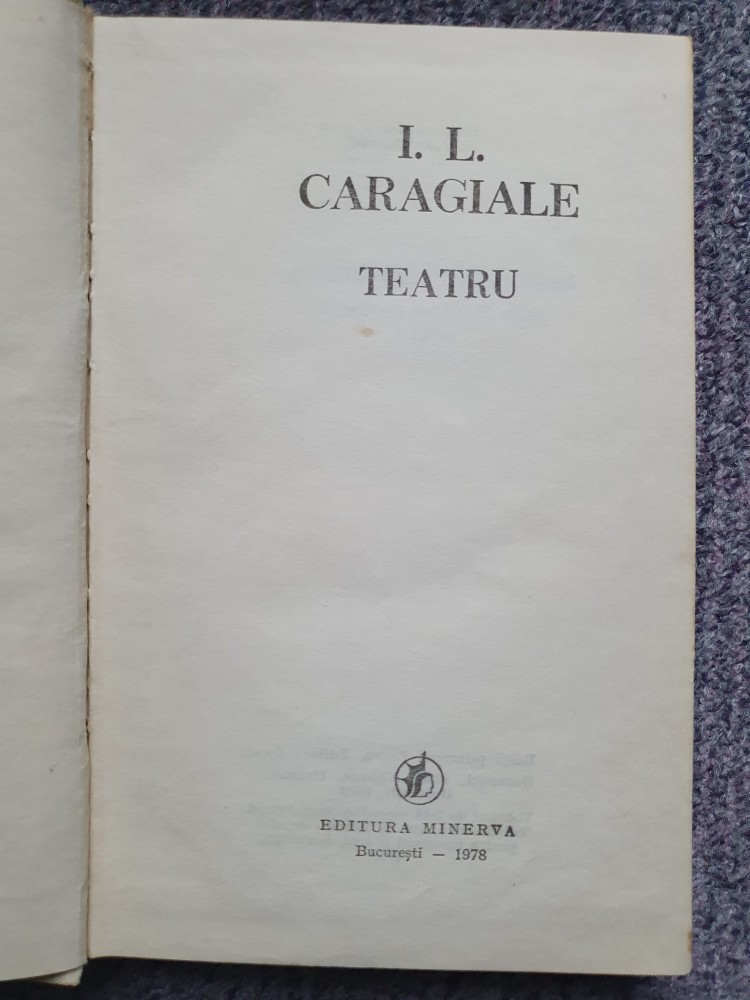 I. L.
CARAGIALE
TEATRU
EDITURA MINERVA
București — 1978